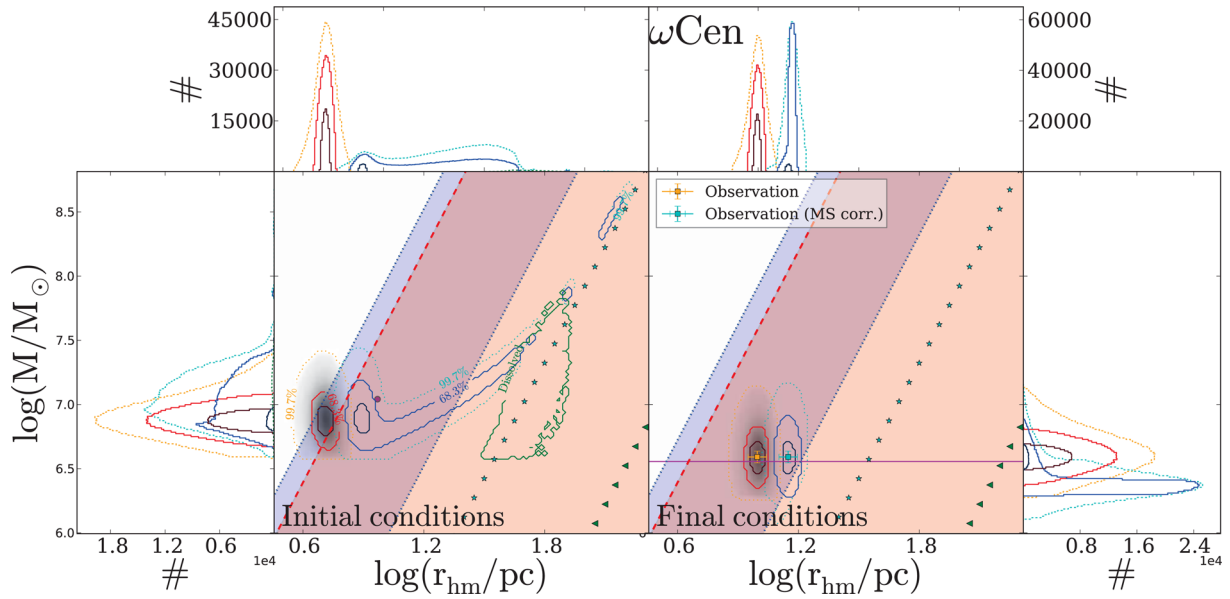 45000
30000
15000
#
ωCen
60000
40000
20000
#
log(M/M⊙)
8.5
8.0
7.5
7.0
6.5
6.0
99.7%
99.7%
68.3%
Dissolved
Initial conditions
Observation
Observation (MS corr.)
Final conditions
1.8 1.2 0.6
1e4
#
0.6 1.2 1.8
log(r_hm/pc)
0.6 1.2 1.8
log(r_hm/pc)
0.8 1.6 2.4
1e4
#